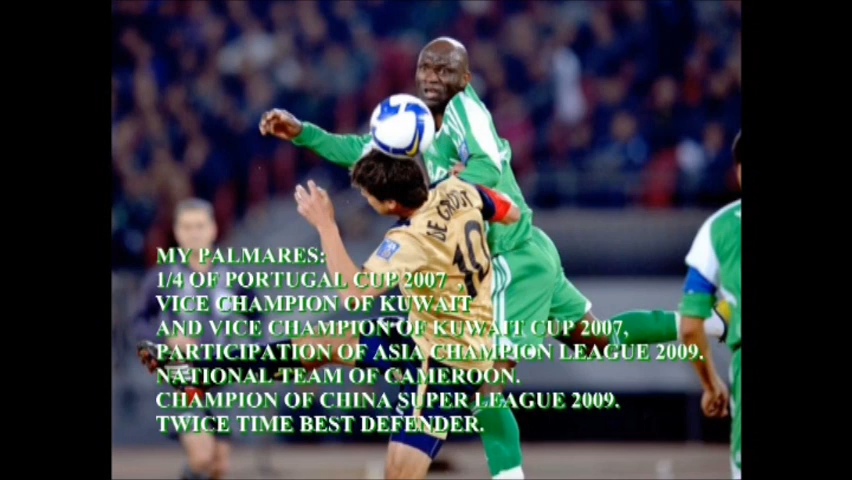 DE GROOT
10
MY PALMARES:
1/4 OF PORTUGAL CUP 2007 ,
VICE CHAMPION OF KUWAIT
AND VICE CHAMPION OF KUWAIT CUP 2007,
PARTICIPATION OF ASIA CHAMPION LEAGUE 2009.
NATIONAL TEAM OF CAMEROON.
CHAMPION OF CHINA SUPER LEAGUE 2009.
TWICE TIME BEST DEFENDER.